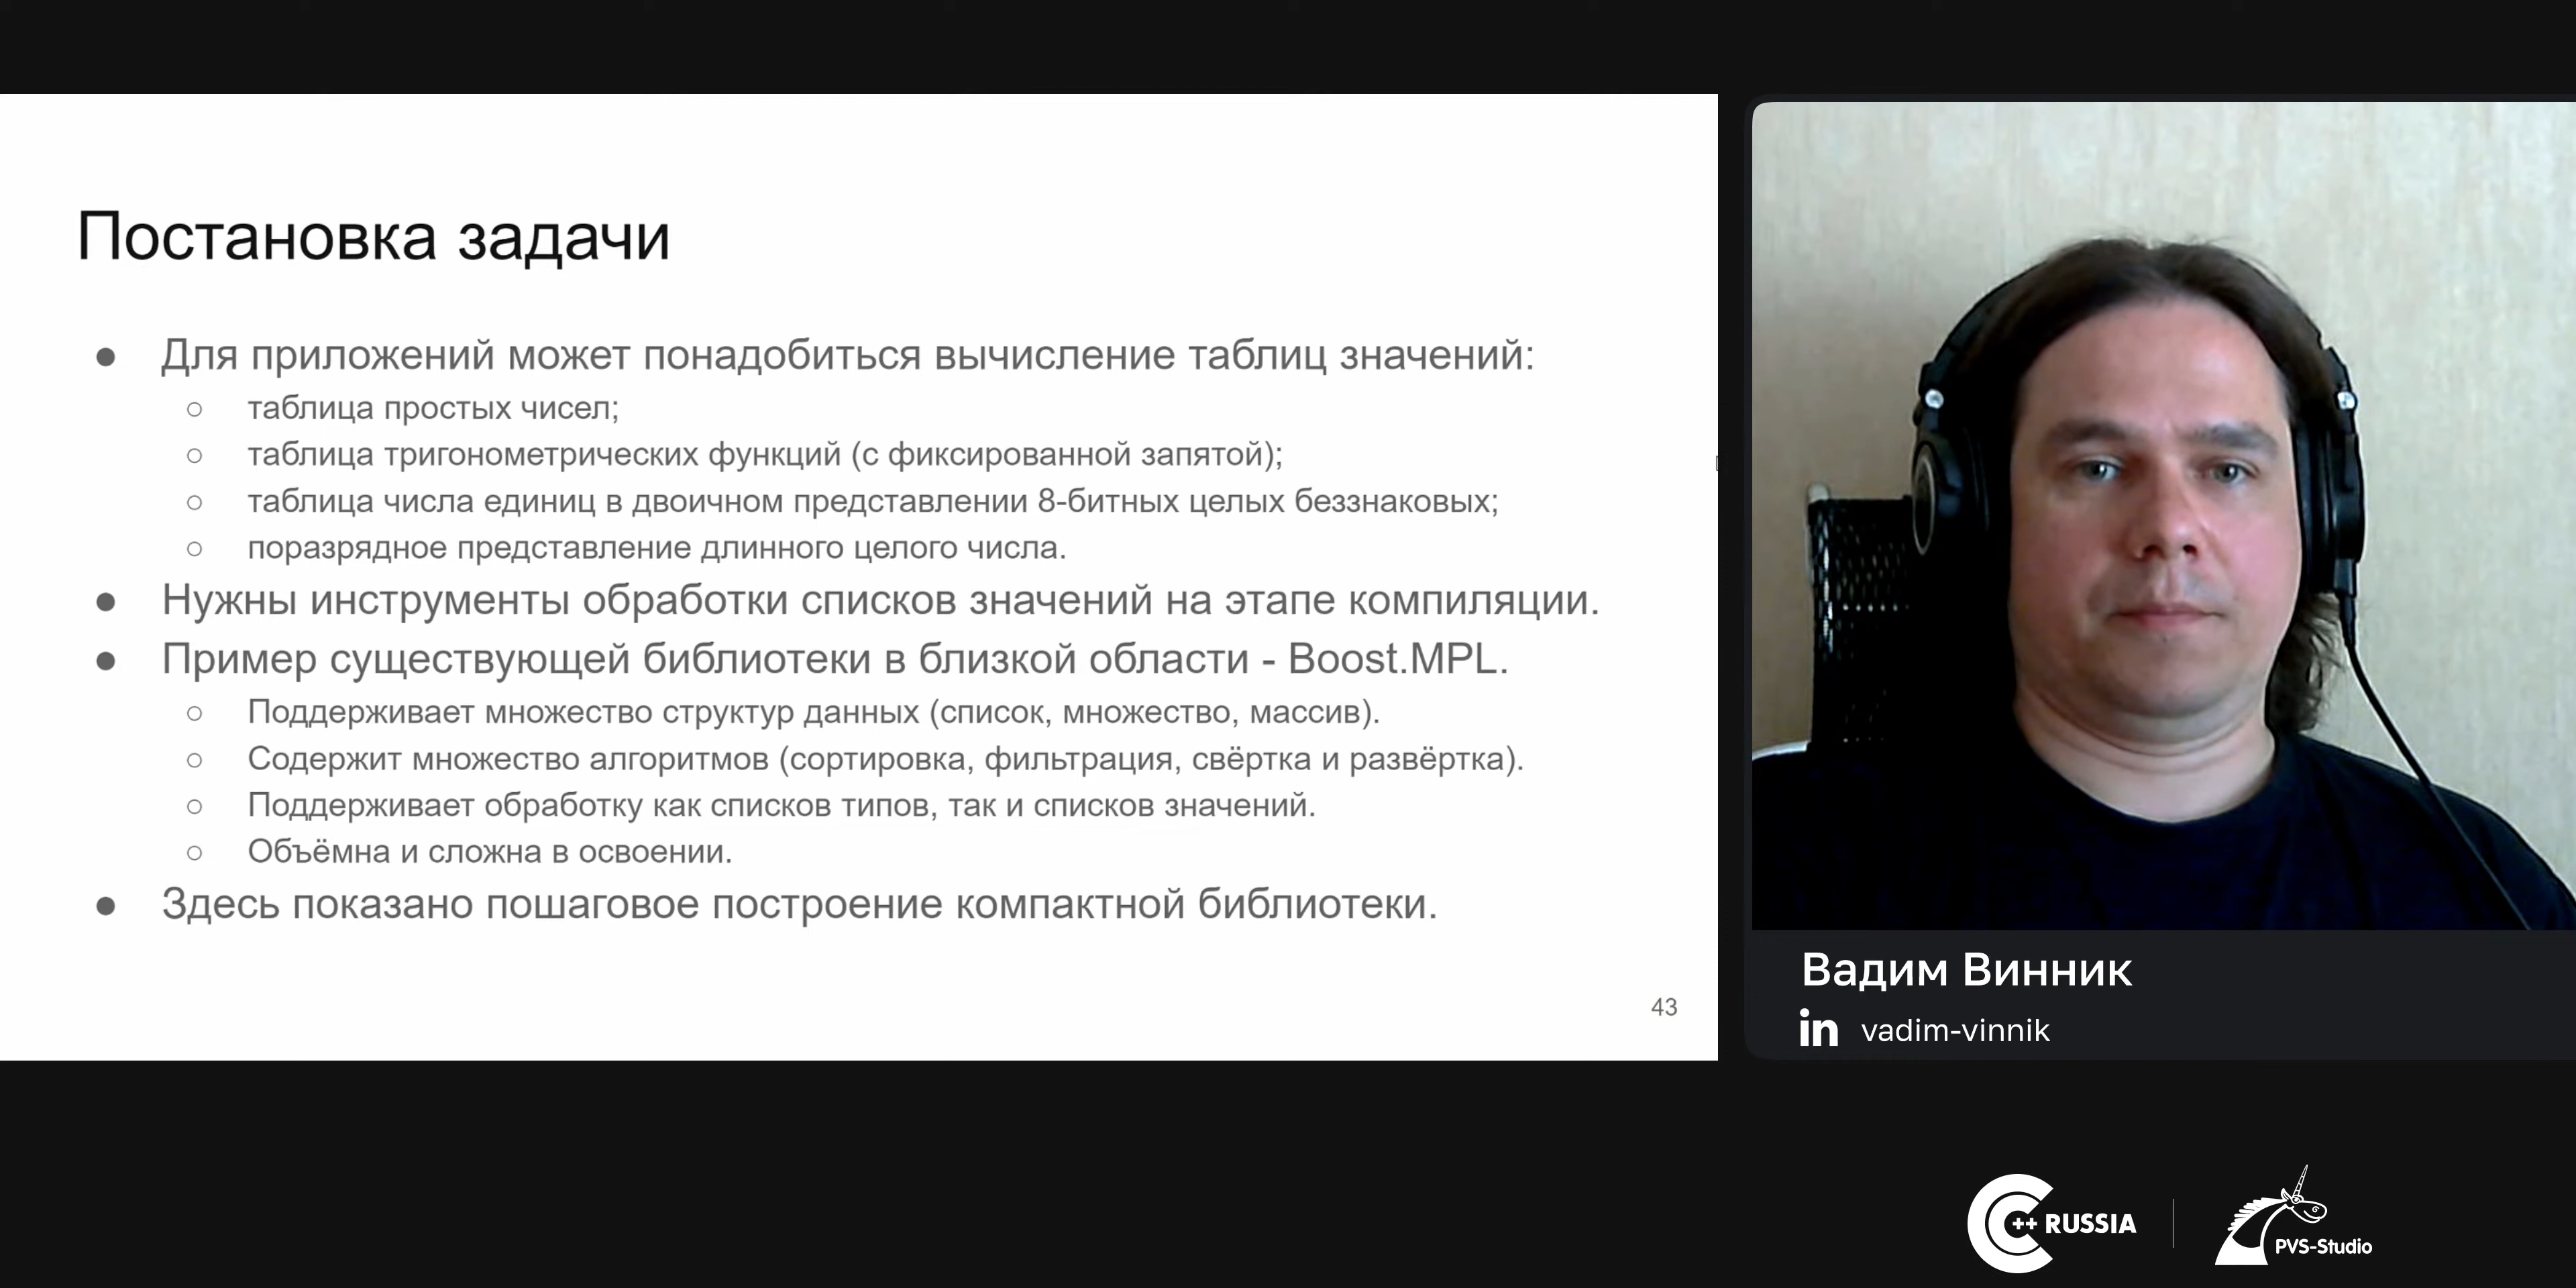 Постановка задачи
● Для приложений может понадобиться вычисление таблиц значений:
○ таблица простых чисел;
○ таблица тригонометрических функций (с фиксированной запятой);
○ таблица числа единиц в двоичном представлении 8-битных целых беззнаковых;
○ поразрядное представление длинного целого числа.
● Нужны инструменты обработки списков значений на этапе компиляции.
● Пример существующей библиотеки в близкой области - Boost.MPL.
○ Поддерживает множество структур данных (список, множество, массив).
○ Содержит множество алгоритмов (сортировка, фильтрация, свёртка и развёртка).
○ Поддерживает обработку как списков типов, так и списков значений.
○ Объёмна и сложна в освоении.
● Здесь показано пошаговое построение компактной библиотеки.
43
Вадим Винник
in vadim-vinnik
C++ RUSSIA
PVS-Studio